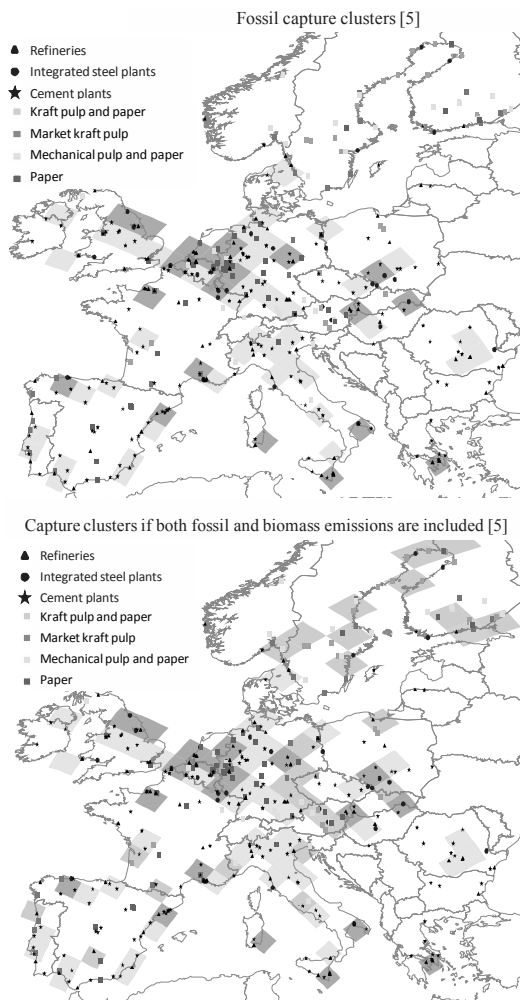 Fossil capture clusters [5]
Refineries
Integrated steel plants
Cement plants
Kraft pulp and paper
Market kraft pulp
Mechanical pulp and paper
Paper
Capture clusters if both fossil and biomass emissions are included [5]
Refineries
Integrated steel plants
Cement plants
Kraft pulp and paper
Market kraft pulp
Mechanical pulp and paper
Paper